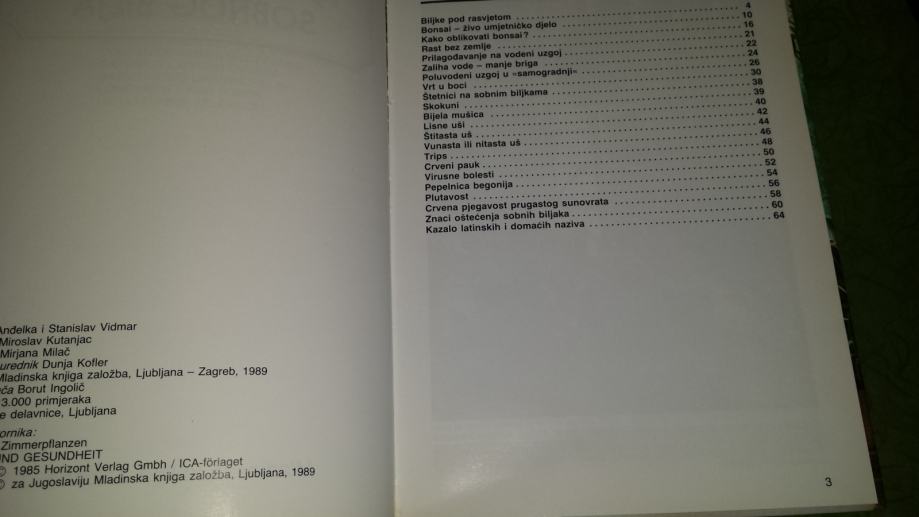 Anđelka i Stanislav Vidmar
Miroslav Kutanjac
Mirjana Milač
urednik Dunja Kofler
Mladinska knjiga založba, Ljubljana – Zagreb, 1989
Borut Ingolič
3.000 primjeraka
e delavnice, Ljubljana
ornika:
Zimmerpflanzen
UND GESUNDHEIT
© 1985 Horizont Verlag Gmbh / ICA-förlaget
© za Jugoslaviju Mladinska knjiga založba, Ljubljana, 1989
Biljke pod rasvjetom 4
Bonsai – živo umjetničko djelo 10
Kako oblikovati bonsai? 16
Rast bez zemlje 21
Prilagođavanje na vodeni uzgoj 22
Zaliha vode – manje briga 24
Poluvodeni uzgoj u »samogradnji« 26
Vrt u boci 30
Štetnici na sobnim biljkama 38
Skokuni 39
Bijela mušica 40
Lisne uši 42
Štitasta uš 44
Vunasta ili nitasta uš 46
Trips 48
Crveni pauk 50
Virusne bolesti 52
Pepelnica begonija 54
Plutavost 56
Crvena pjegavost prugastog sunovrata 58
Znaci oštećenja sobnih biljaka 60
Kazalo latinskih i domaćih naziva 64
3